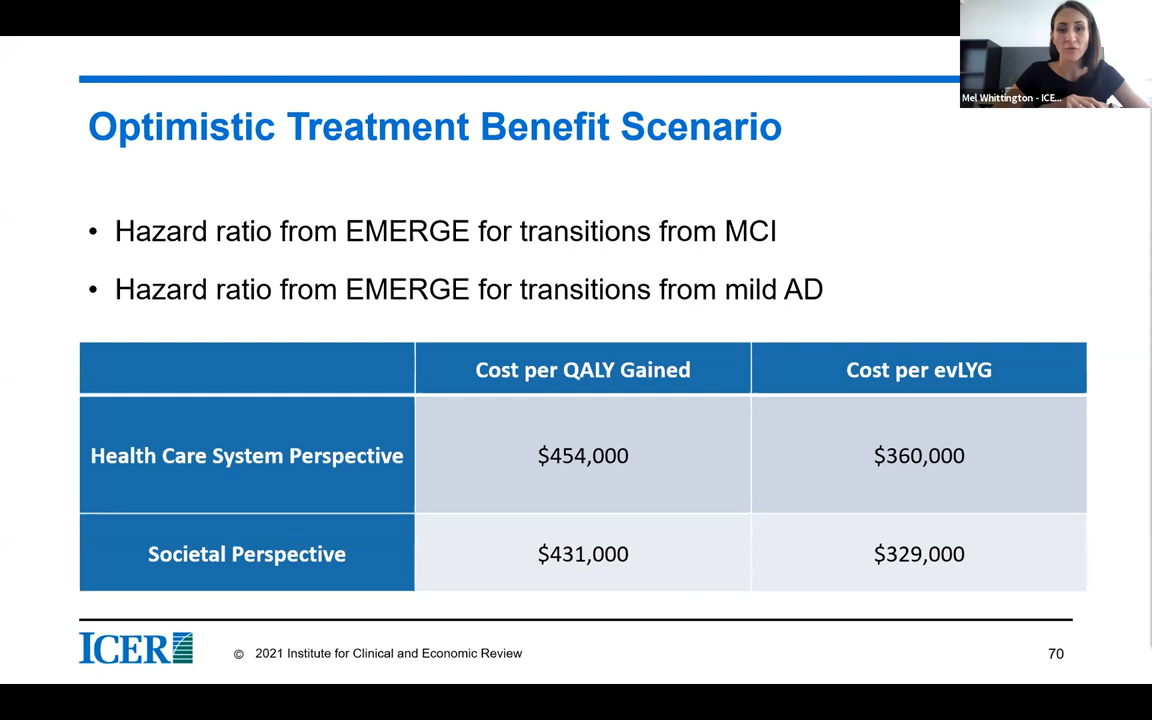 Mel Whittington - ICE...
Optimistic Treatment Benefit Scenario
• Hazard ratio from EMERGE for transitions from MCI
• Hazard ratio from EMERGE for transitions from mild AD
Cost per QALY Gained Cost per evLYG
Health Care System Perspective $454,000 $360,000
Societal Perspective $431,000 $329,000
ICER © 2021 Institute for Clinical and Economic Review 70